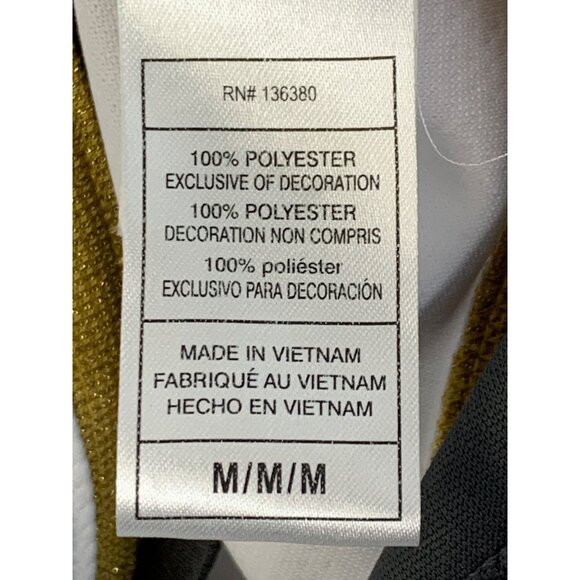 RN# 136380
100% POLYESTER
EXCLUSIVE OF DECORATION
100% POLYESTER
DECORATION NON COMPRIS
100% poliéster
EXCLUSIVO PARA DECORACIÓN
MADE IN VIETNAM
FABRIQUÉ AU VIETNAM
HECHO EN VIETNAM
M/M/M